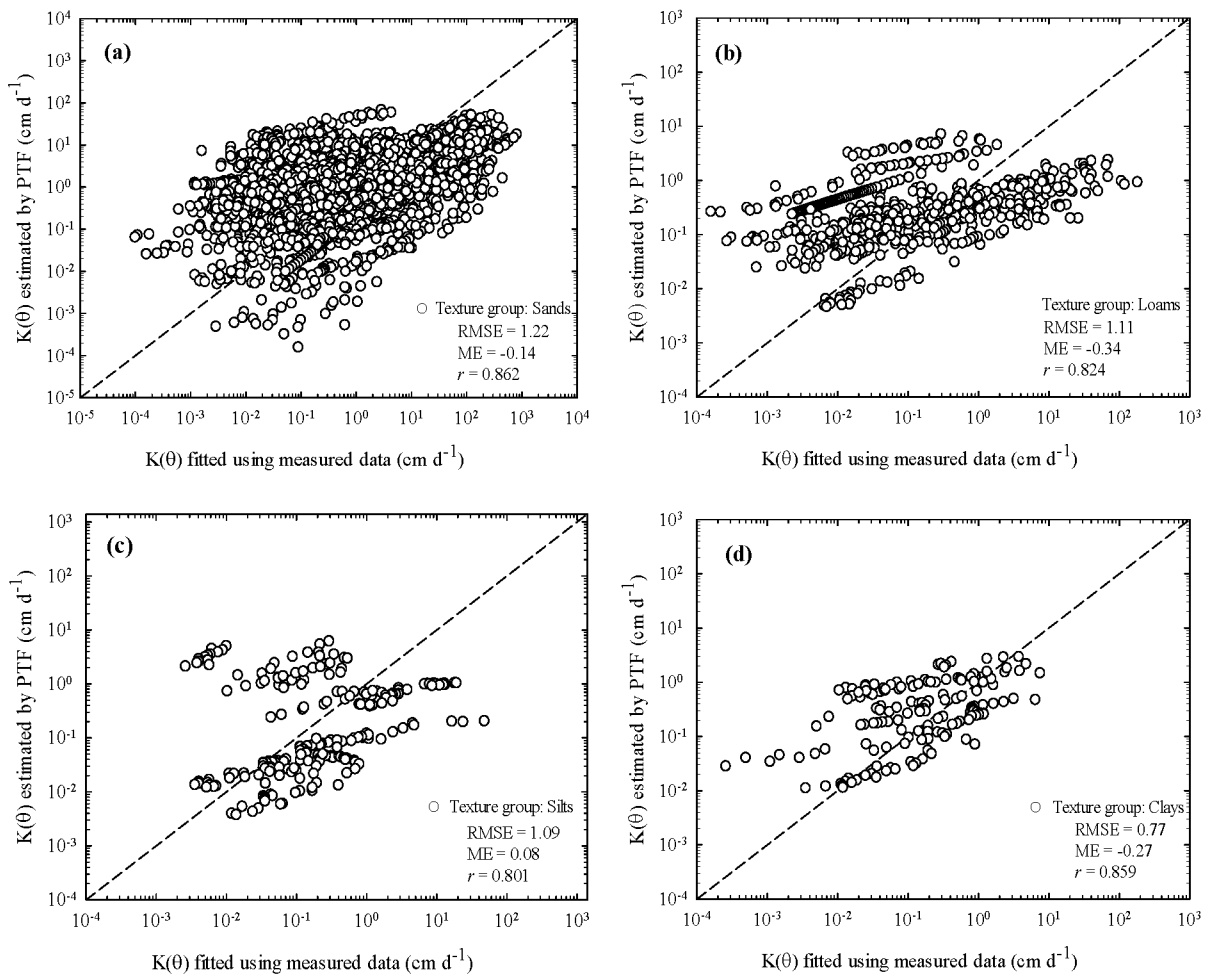 (a)
K(θ) estimated by PTF (cm d⁻¹)
10⁴
10³
10²
10¹
10⁰
10⁻¹
10⁻²
10⁻³
10⁻⁴
10⁻⁵
Texture group: Sands
RMSE = 1.22
ME = -0.14
r = 0.862
10⁻⁵ 10⁻⁴ 10⁻³ 10⁻² 10⁻¹ 10⁰ 10¹ 10² 10³ 10⁴
K(θ) fitted using measured data (cm d⁻¹)
(b)
K(θ) estimated by PTF (cm d⁻¹)
10³
10²
10¹
10⁰
10⁻¹
10⁻²
10⁻³
10⁻⁴
Texture group: Loams
RMSE = 1.11
ME = -0.34
r = 0.824
10⁻⁴ 10⁻³ 10⁻² 10⁻¹ 10⁰ 10¹ 10² 10³
K(θ) fitted using measured data (cm d⁻¹)
(c)
K(θ) estimated by PTF (cm d⁻¹)
10³
10²
10¹
10⁰
10⁻¹
10⁻²
10⁻³
10⁻⁴
Texture group: Silts
RMSE = 1.09
ME = 0.08
r = 0.801
10⁻⁴ 10⁻³ 10⁻² 10⁻¹ 10⁰ 10¹ 10² 10³
K(θ) fitted using measured data (cm d⁻¹)
(d)
K(θ) estimated by PTF (cm d⁻¹)
10³
10²
10¹
10⁰
10⁻¹
10⁻²
10⁻³
10⁻⁴
Texture group: Clays
RMSE = 0.77
ME = -0.27
r = 0.859
10⁻⁴ 10⁻³ 10⁻² 10⁻¹ 10⁰ 10¹ 10² 10³
K(θ) fitted using measured data (cm d⁻¹)